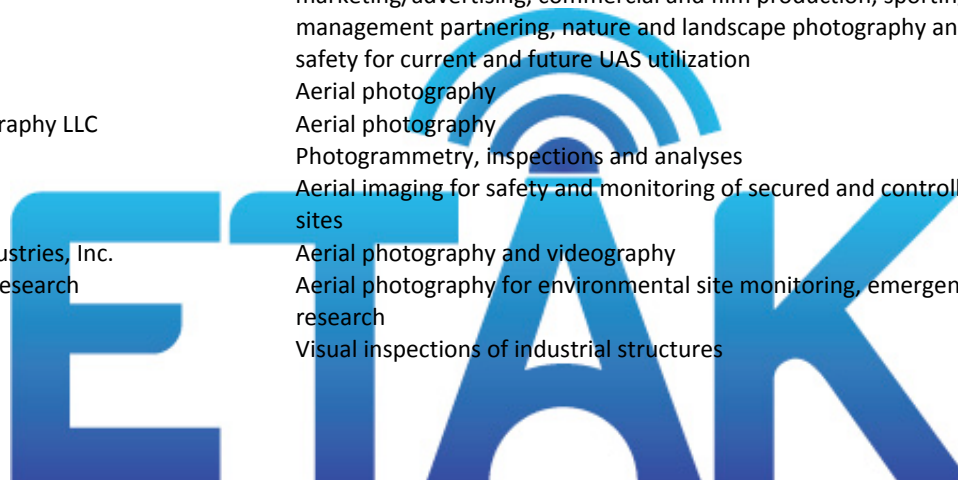 marketing/advertising, commercial and film production, sportin
management partnering, nature and landscape photography an
safety for current and future UAS utilization
Aerial photography
raphy LLC Aerial photography
Photogrammetry, inspections and analyses
Aerial imaging for safety and monitoring of secured and controll
sites
ustries, Inc. Aerial photography and videography
esearch Aerial photography for environmental site monitoring, emergen
research
Visual inspections of industrial structures
ETAK